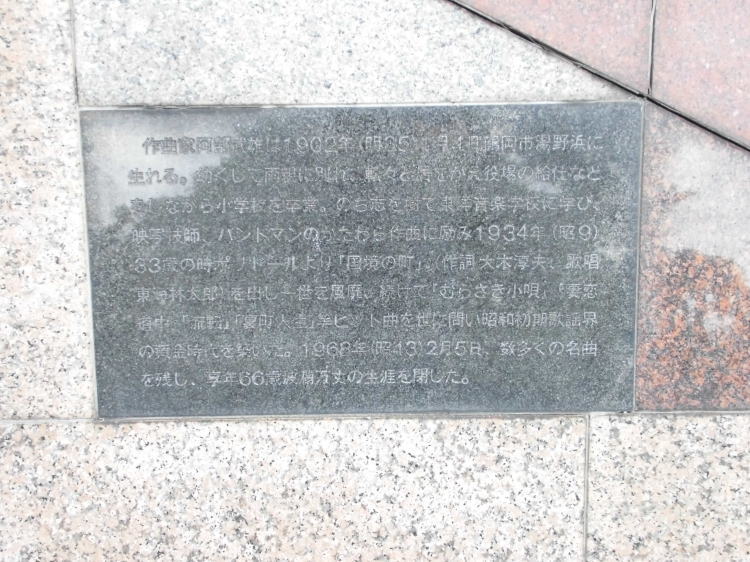 作曲家阿部武雄は1902年(明35) 鶴岡市湯野浜に
生れる。幼くして両親に別れ、転々と 役場の給仕など
をしながら小学校を卒業。のち 東洋音楽学校に学び、
映写技師、バンドマンのかたわら作曲に励み1934年(昭9)
33歳の時ポリドールより「国境の町」(作詞大木淳夫、歌唱
東海林太郎)を出し一世を風靡、続けて「むらさき小唄」「妻恋
道中」「流転」「裏町人生」等ヒット曲を世に問い昭和初期歌謡界
の黄金時代を築いた。1968年(昭43)2月5日、数多くの名曲
を残し、享年66歳波瀾万丈の生涯を閉じた。